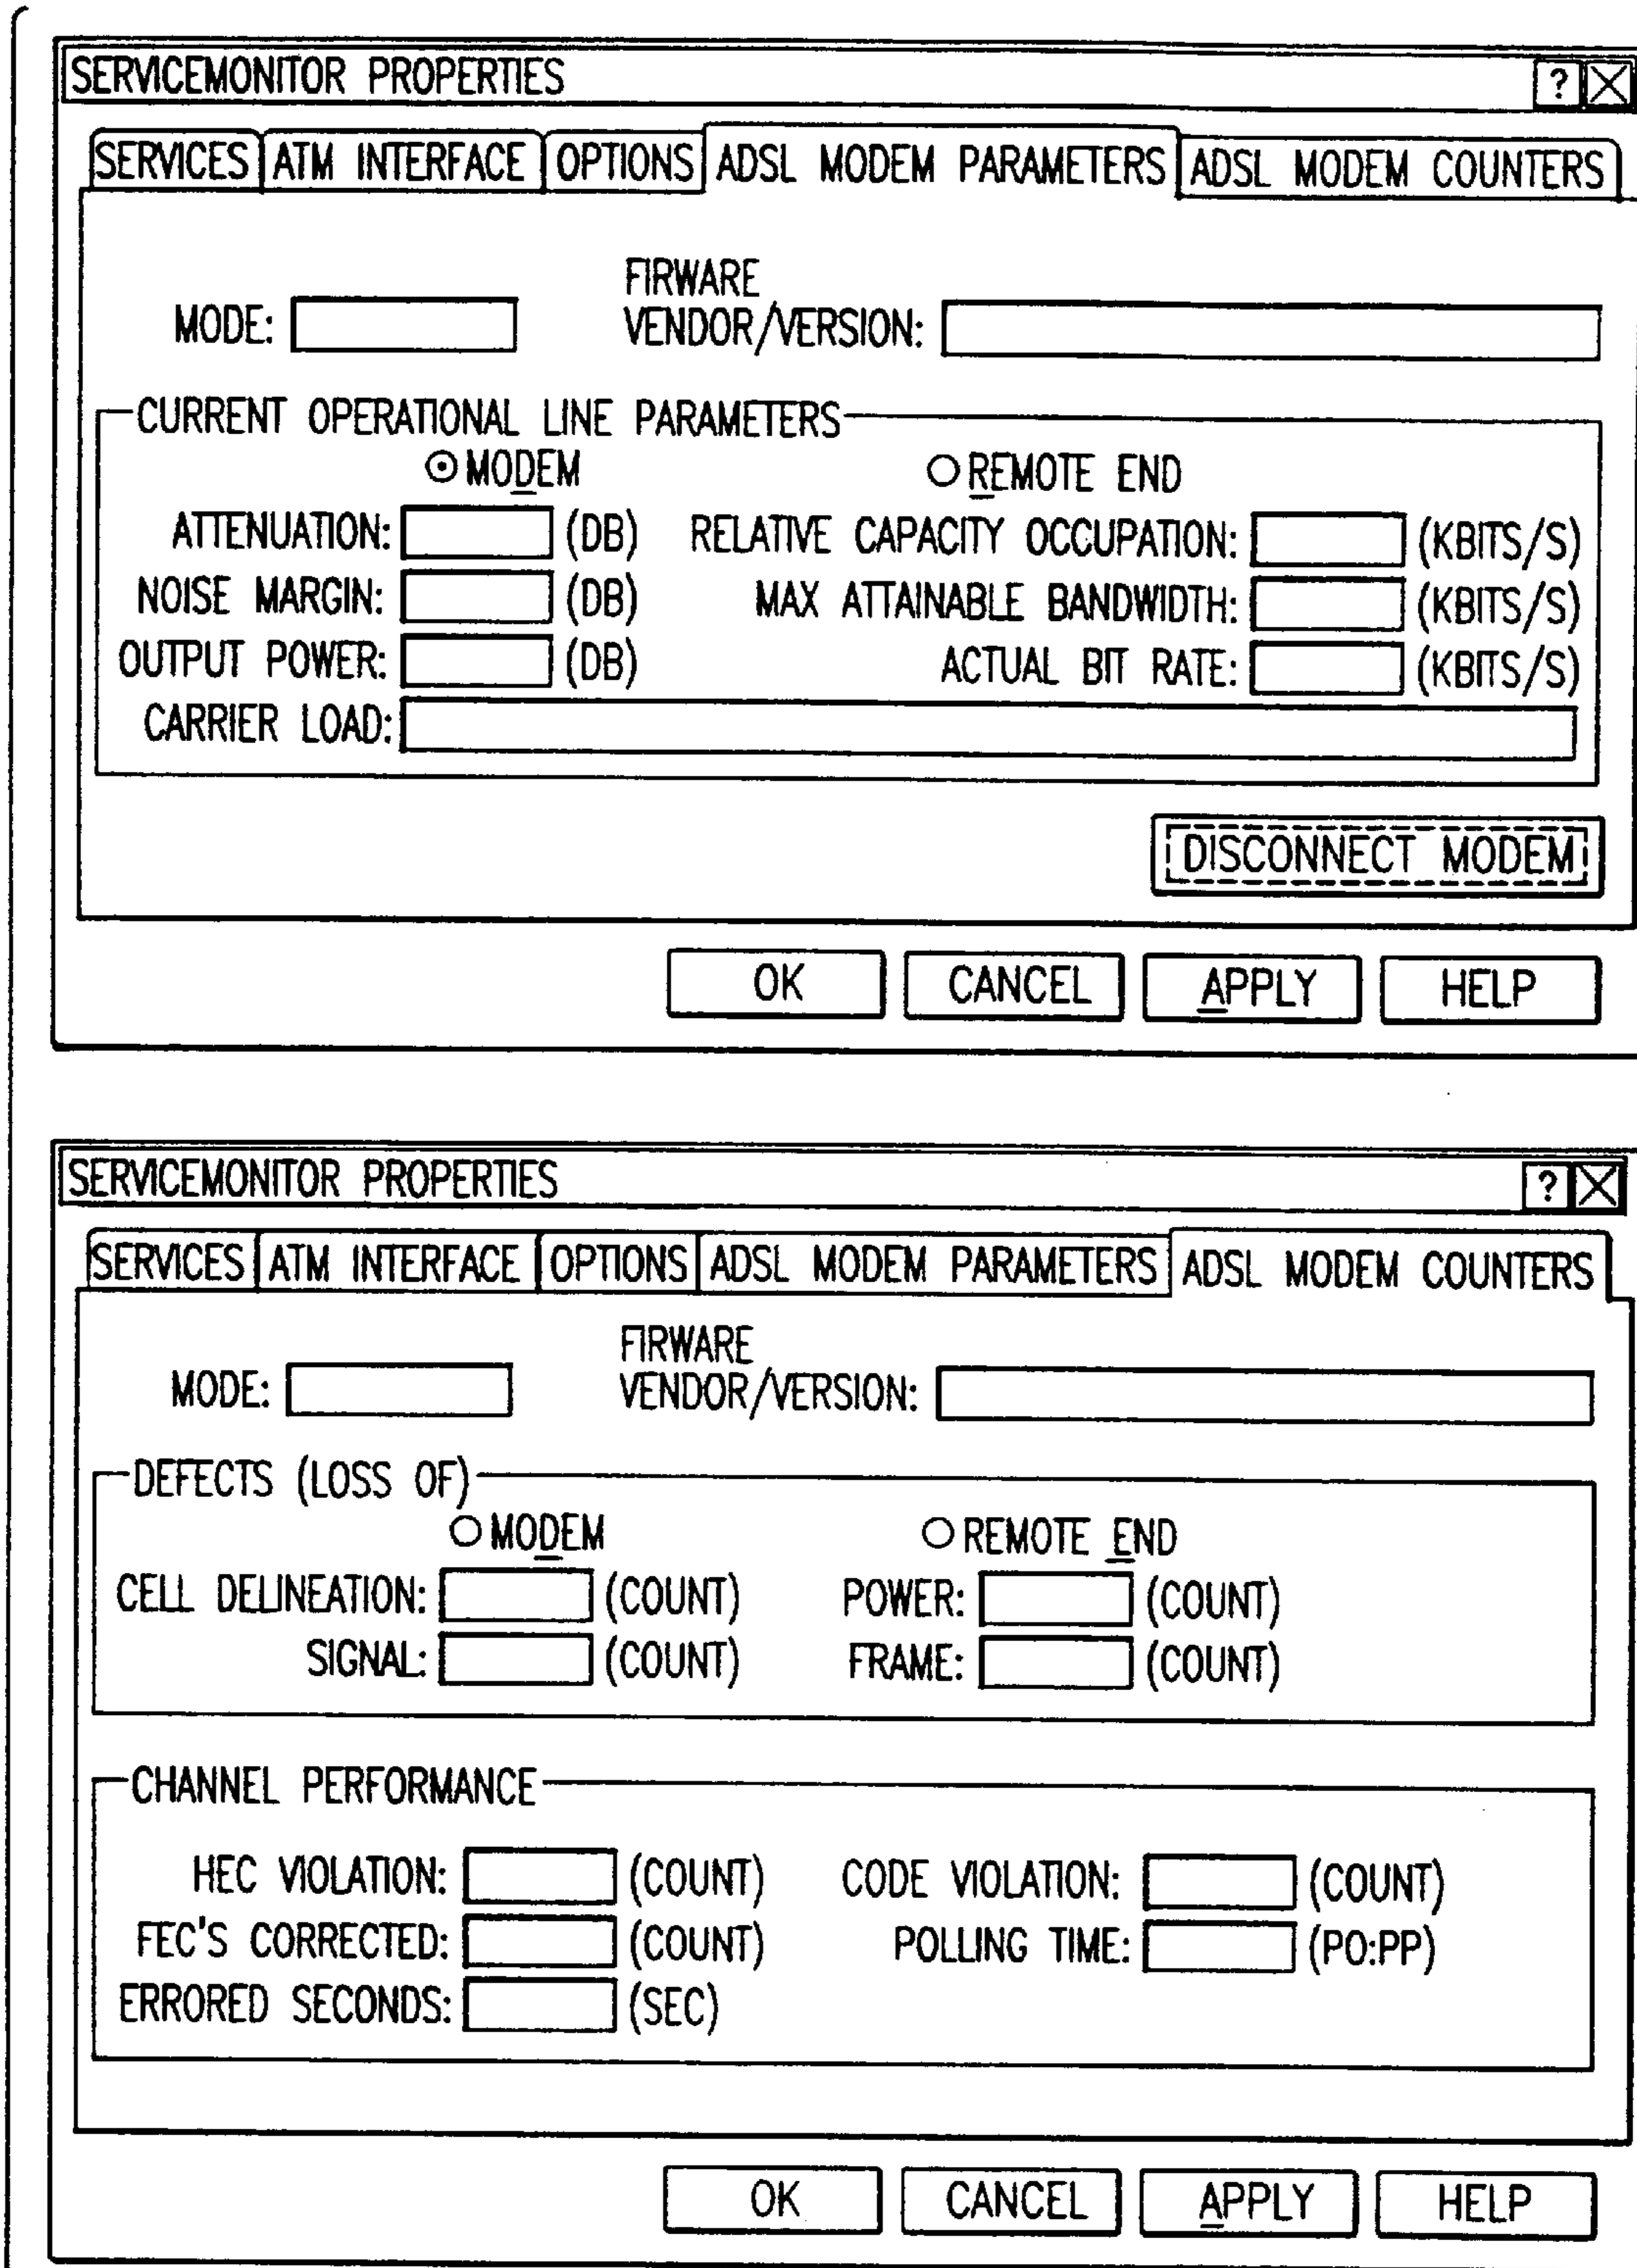 SERVICEMONITOR PROPERTIES ?
SERVICES ATM INTERFACE OPTIONS ADSL MODEM PARAMETERS ADSL MODEM COUNTERS
FIRWARE
MODE: VENDOR/VERSION:
CURRENT OPERATIONAL LINE PARAMETERS
MODEM REMOTE END
ATTENUATION: (DB) RELATIVE CAPACITY OCCUPATION: (KBITS/S)
NOISE MARGIN: (DB) MAX ATTAINABLE BANDWIDTH: (KBITS/S)
OUTPUT POWER: (DB) ACTUAL BIT RATE: (KBITS/S)
CARRIER LOAD:
DISCONNECT MODEM
OK CANCEL APPLY HELP
SERVICEMONITOR PROPERTIES ?
SERVICES ATM INTERFACE OPTIONS ADSL MODEM PARAMETERS ADSL MODEM COUNTERS
FIRWARE
MODE: VENDOR/VERSION:
DEFECTS (LOSS OF)
MODEM REMOTE END
CELL DELINEATION: (COUNT) POWER: (COUNT)
SIGNAL: (COUNT) FRAME: (COUNT)
CHANNEL PERFORMANCE
HEC VIOLATION: (COUNT) CODE VIOLATION: (COUNT)
FEC'S CORRECTED: (COUNT) POLLING TIME: (PO:PP)
ERRORED SECONDS: (SEC)
OK CANCEL APPLY HELP